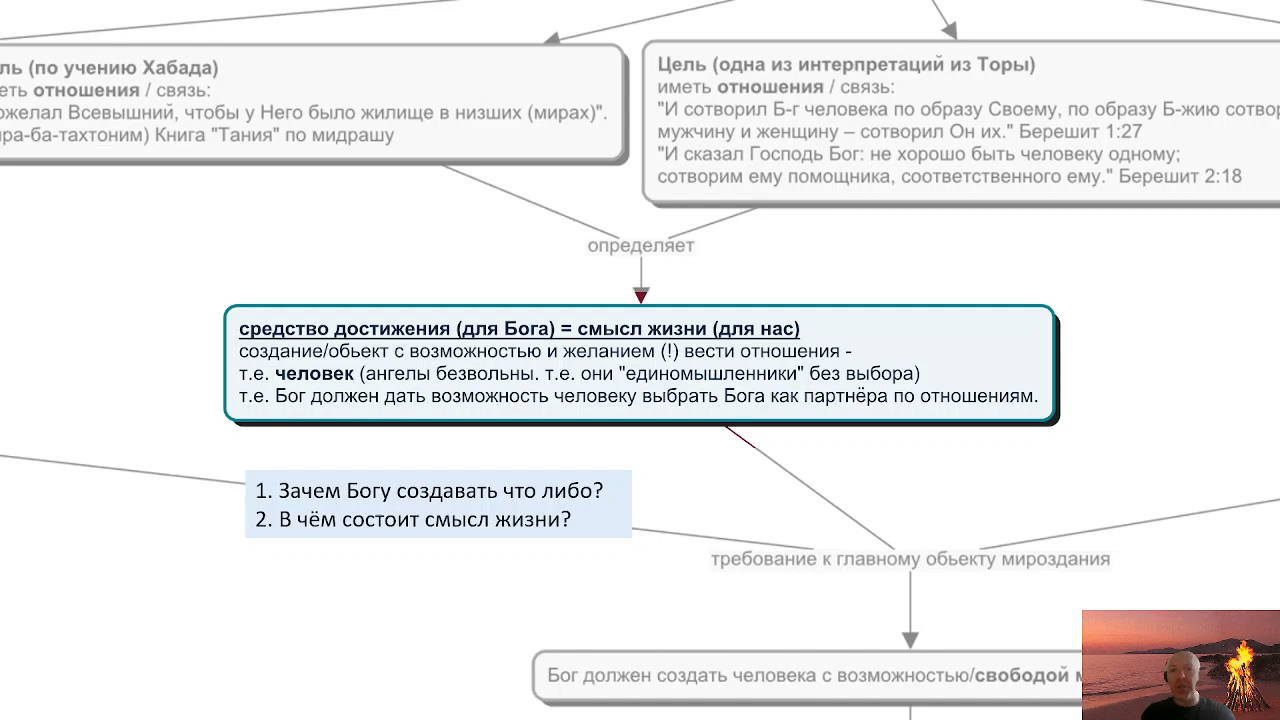 ль (по учению Хабада)
еть отношения / связь:
ожелал Всевышний, чтобы у Него было жилище в низших (мирах)".
ира-ба-тахтоним) Книга "Тания" по мидрашу
Цель (одна из интерпретаций из Торы)
иметь отношения / связь:
"И сотворил Б-г человека по образу Своему, по образу Б-жию сотвор
мужчину и женщину – сотворил Он их." Берешит 1:27
"И сказал Господь Бог: не хорошо быть человеку одному;
сотворим ему помощника, соответственного ему." Берешит 2:18
определяет
средство достижения (для Бога) = смысл жизни (для нас)
создание/обьект с возможностью и желанием (!) вести отношения -
т.е. человек (ангелы безвольны. т.е. они "единомышленники" без выбора)
т.е. Бог должен дать возможность человеку выбрать Бога как партнёра по отношениям.
1. Зачем Богу создавать что либо?
2. В чём состоит смысл жизни?
требование к главному обьекту мироздания
Бог должен создать человека с возможностью/свободой